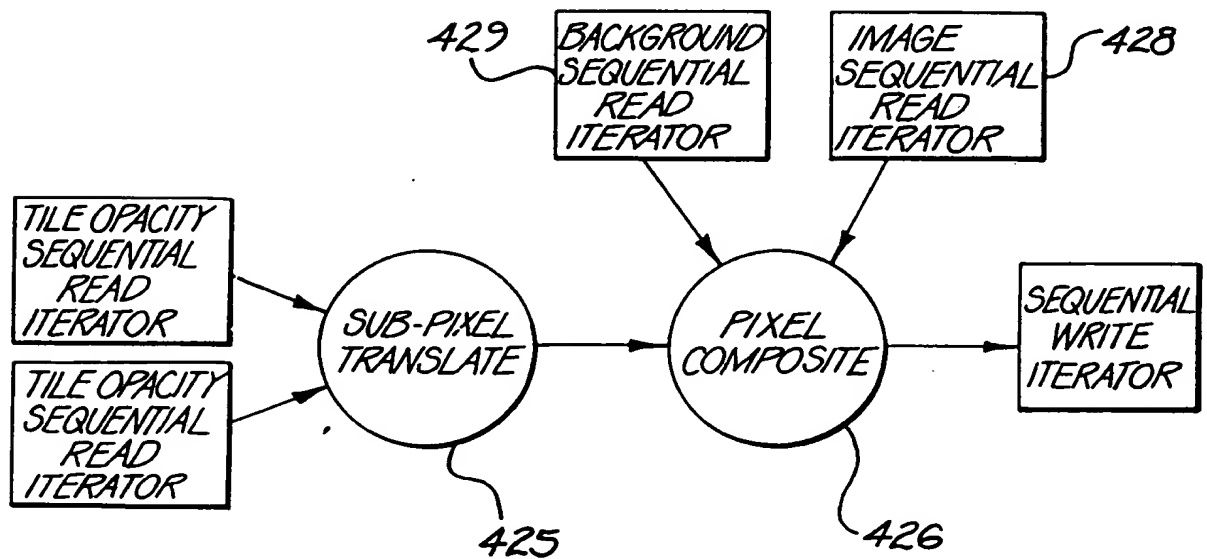 429
BACKGROUND
SEQUENTIAL
READ
ITERATOR
IMAGE
SEQUENTIAL
READ
ITERATOR
428
TILE OPACITY
SEQUENTIAL
READ
ITERATOR
TILE OPACITY
SEQUENTIAL
READ
ITERATOR
SUB-PIXEL
TRANSLATE
PIXEL
COMPOSITE
SEQUENTIAL
WRITE
ITERATOR
425
426